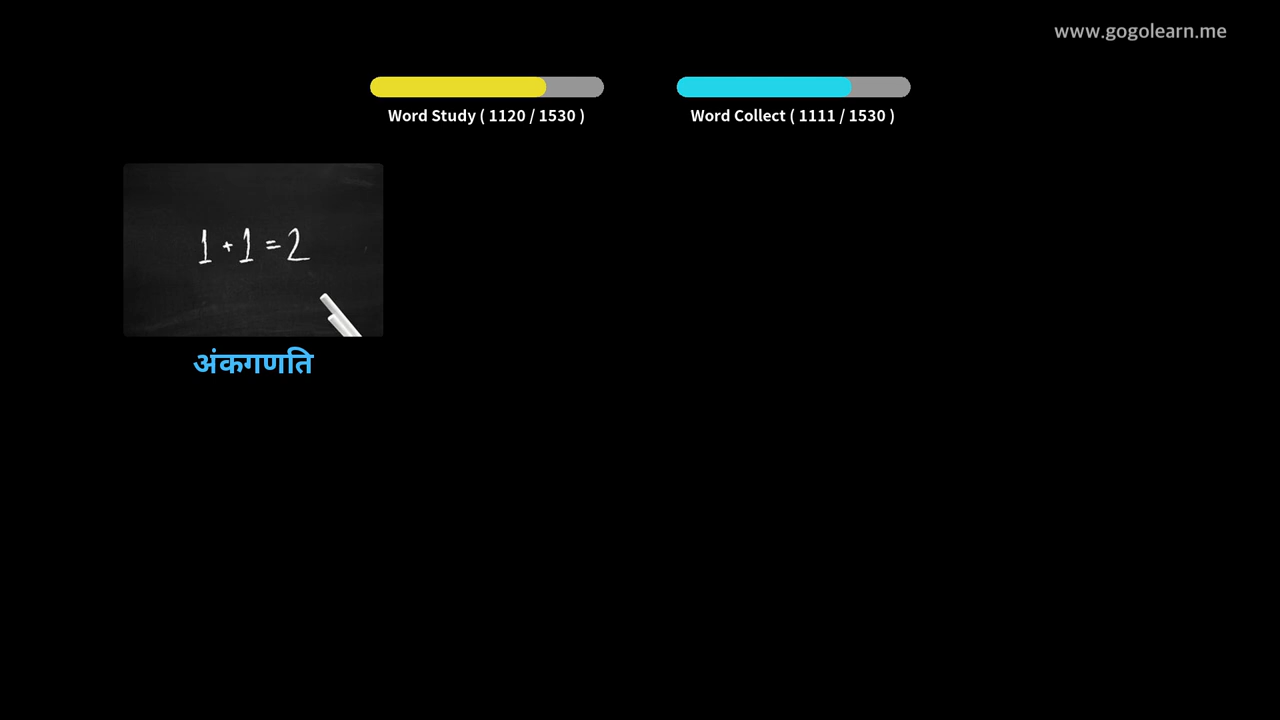 www.gogolearn.me
Word Study ( 1120 / 1530 )
Word Collect ( 1111 / 1530 )
1 + 1 = 2
अंकगणति